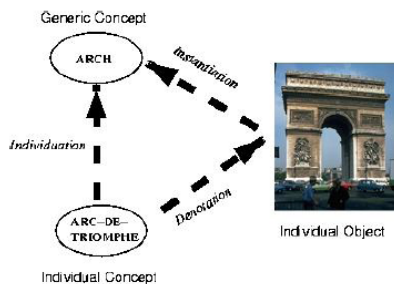 Generic Concept
ARCH
Instantiation
Individuation
Denotation
ARC-DE-
TRIOMPHE
Individual Object
Individual Concept